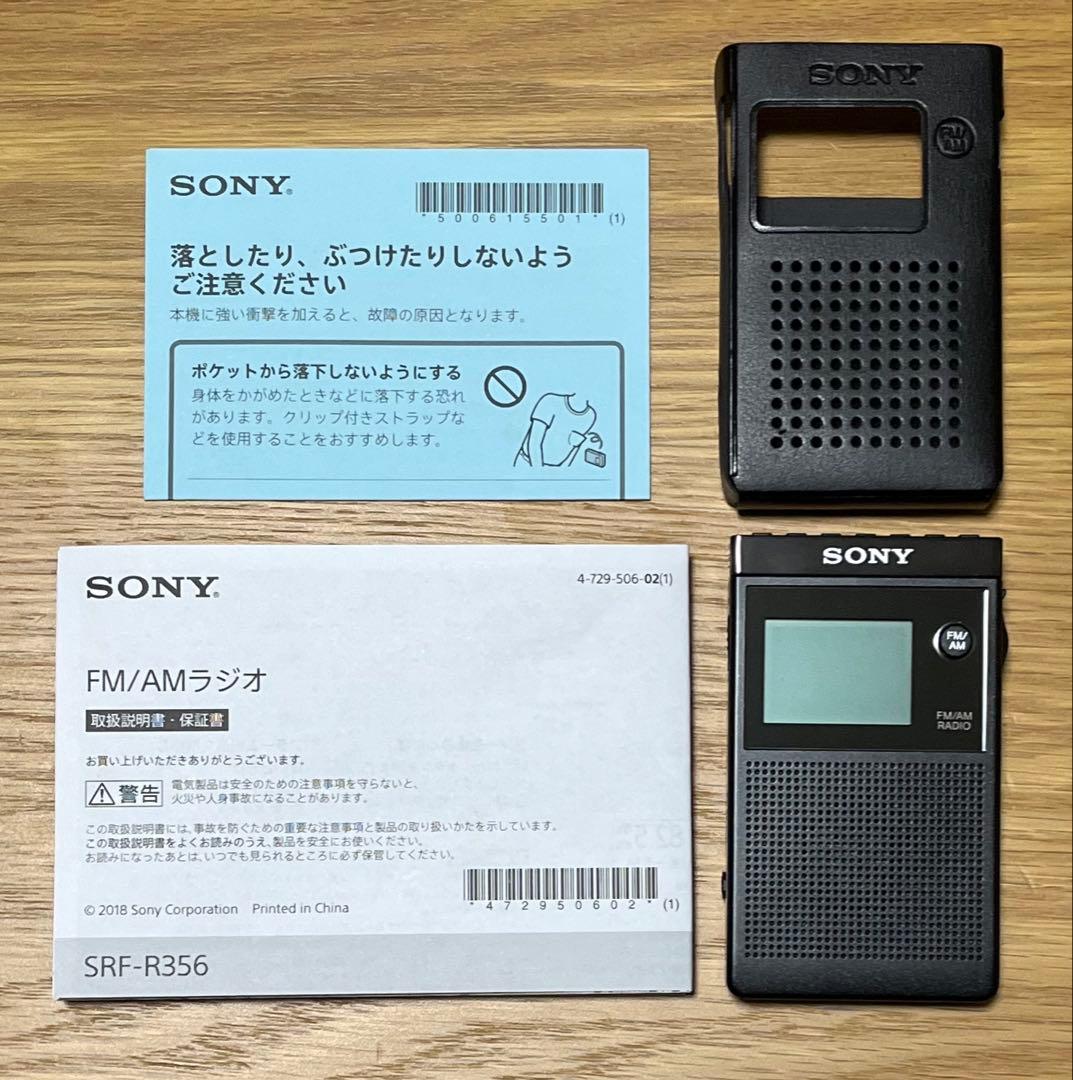 SONY®
*500615501*(1)
落としたり、ぶつけたりしないよう
ご注意ください
本機に強い衝撃を加えると、故障の原因となります。
ポケットから落下しないようにする
身体をかがめたときなどに落下する恐れ
があります。クリップ付きストラップな
どを使用することをおすすめします。
SONY
FM/
AM
SONY®
4-729-506-02(1)
FM/AMラジオ
取扱説明書・保証書
お買い上げいただきありがとうございます。
警告
電気製品は安全のための注意事項を守らないと、
火災や人身事故になることがあります。
この取扱説明書には、事故を防ぐための重要な注意事項と製品の取り扱いかたを示しています。
この取扱説明書をよくお読みのうえ、製品を安全にお使いください。
お読みになったあとは、いつでも見られるところに必ず保管してください。
*472950602*(1)
© 2018 Sony Corporation Printed in China
SRF-R356
SONY
FM/
AM
FM/AM
RADIO